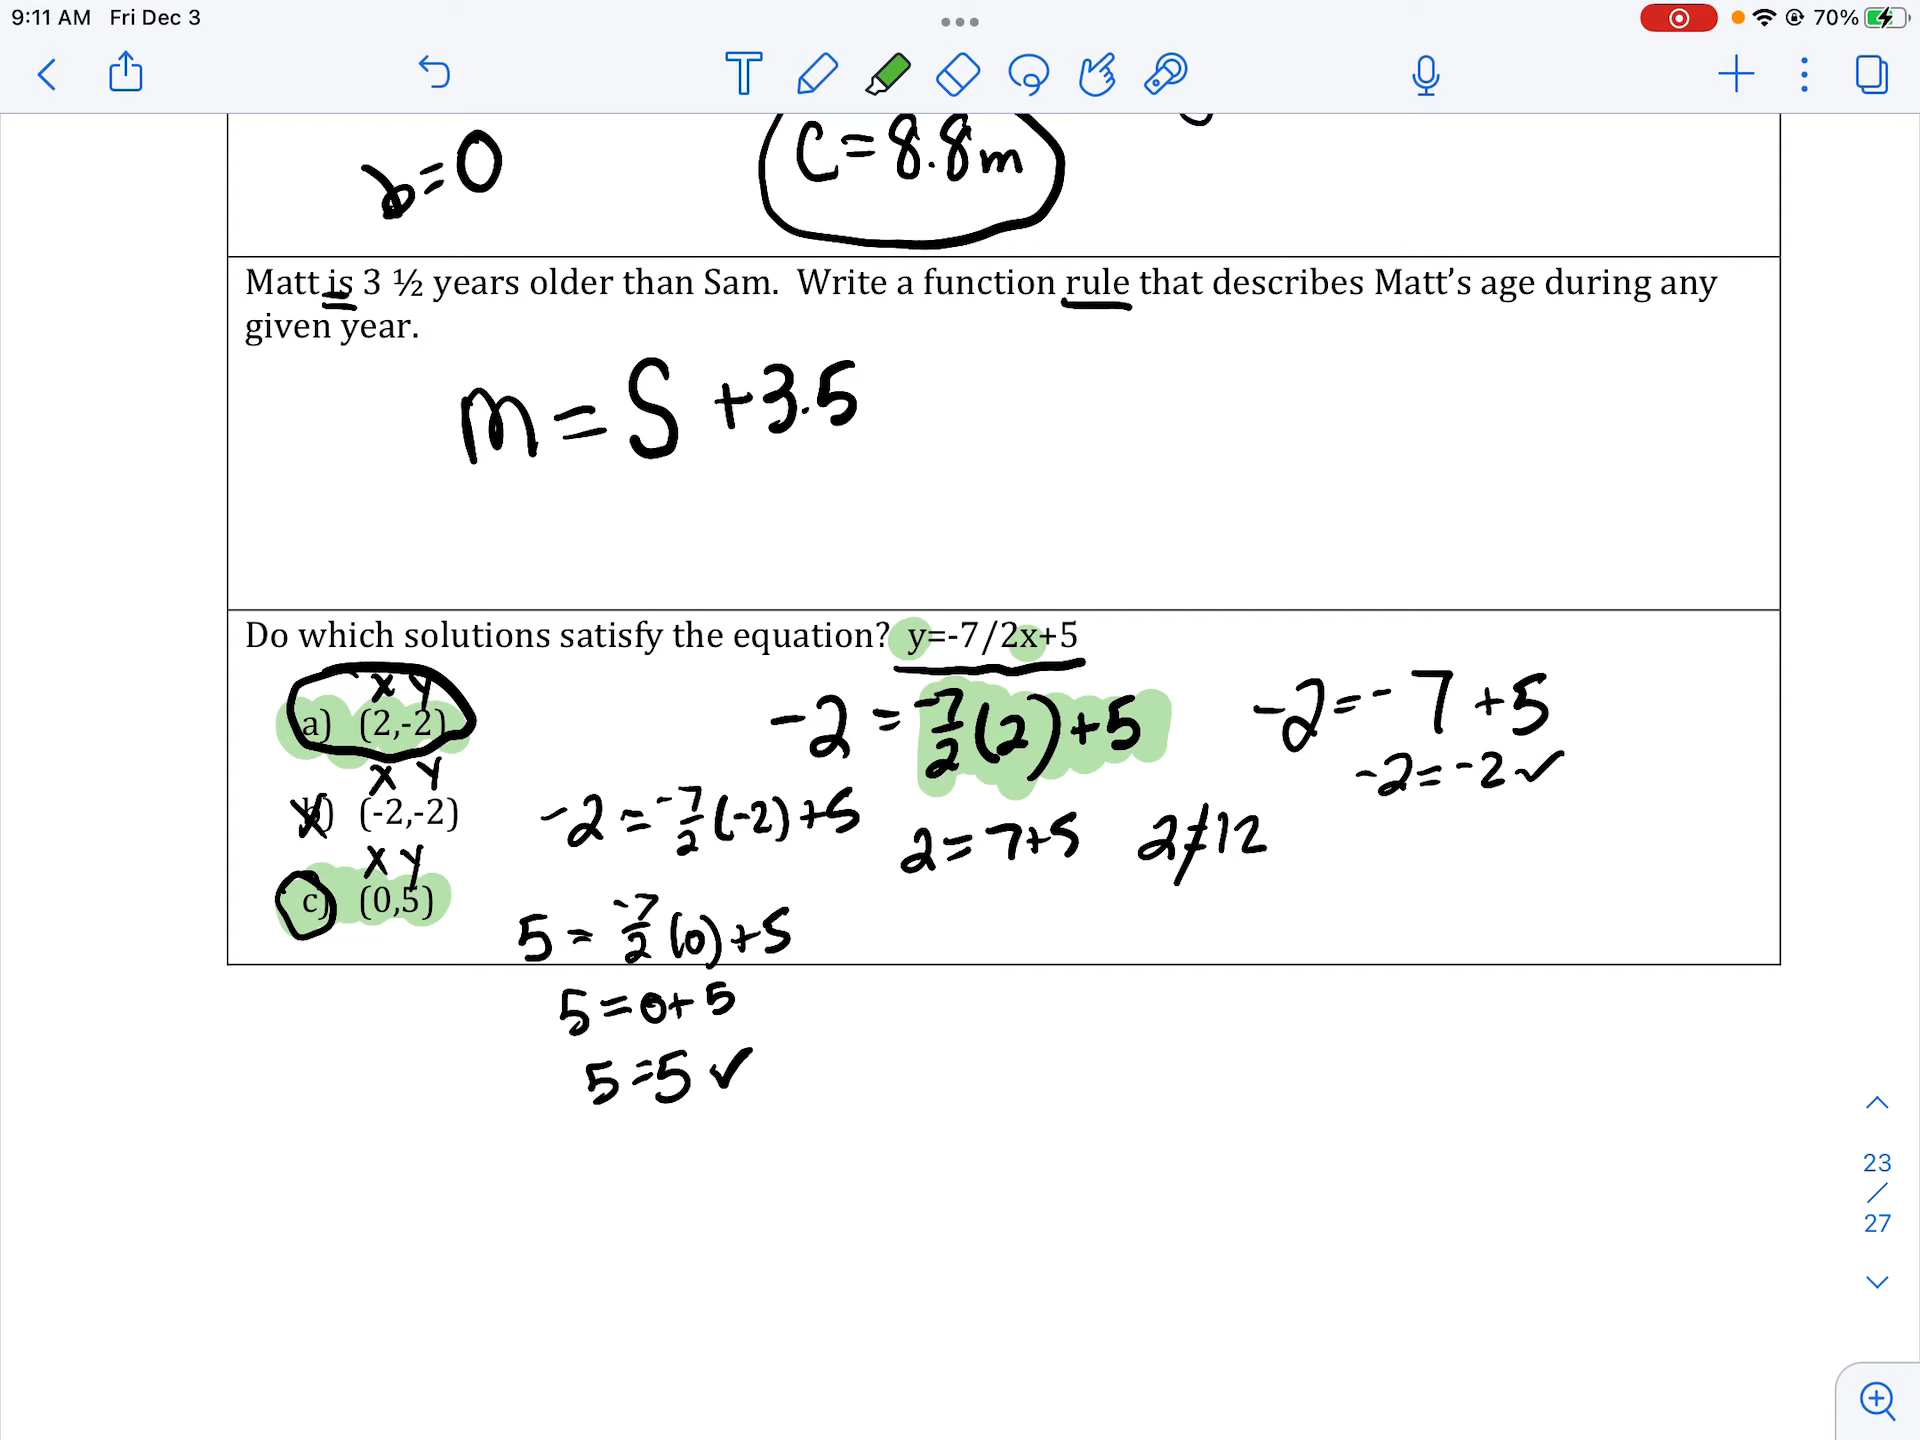 9:11 AM Fri Dec 3
70%
T
b=0
C=8.8m
Matt is 3 ½ years older than Sam. Write a function rule that describes Matt's age during any
given year.
m = S +3.5
Do which solutions satisfy the equation? y=-7/2x+5
X Y
a) (2,-2)
-2 = -7/2 (2) +5
-2 = -7 +5
-2 = -2 ✓
X Y
b) (-2,-2)
-2 = -7/2 (-2) +5
2 = 7+5
2≠12
X Y
c) (0,5)
5 = -7/2 (0) +5
5 = 0+ 5
5 =5 ✓
23
/
27